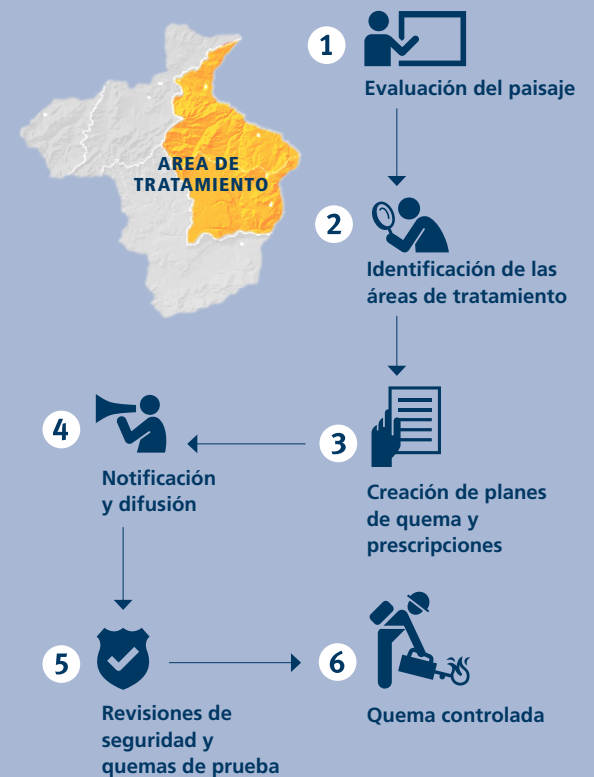 AREA DE
TRATAMIENTO
1
Evaluación del paisaje
2
Identificación de las
áreas de tratamiento
3
Creación de planes
de quema y
prescripciones
4
Notificación
y difusión
5
Revisiones de
seguridad y
quemas de prueba
6
Quema controlada